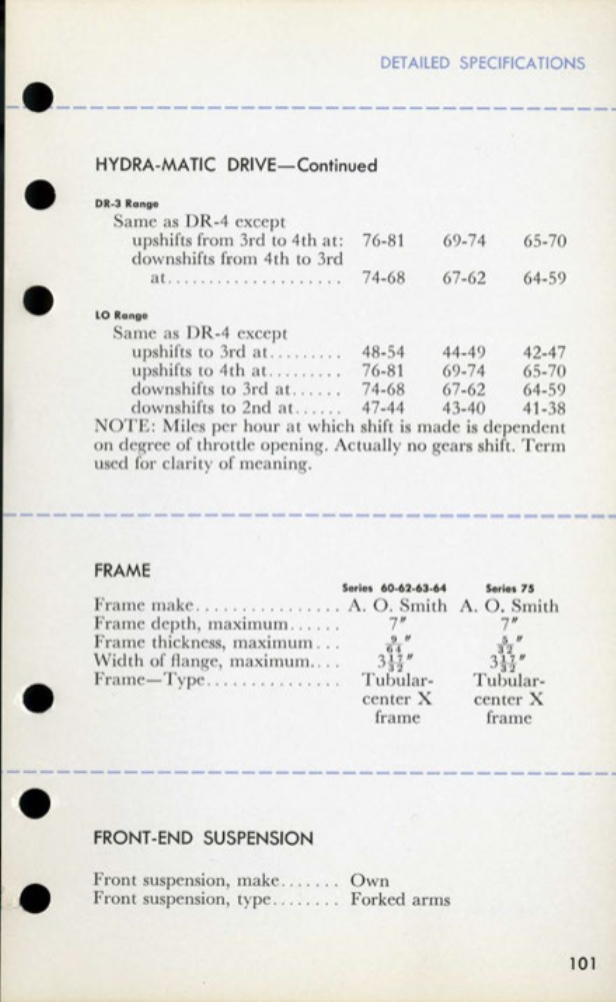 DETAILED SPECIFICATIONS
HYDRA-MATIC DRIVE—Continued
DR-3 Range
Same as DR-4 except
upshifts from 3rd to 4th at: 76-81 69-74 65-70
downshifts from 4th to 3rd
at.................... 74-68 67-62 64-59
LO Range
Same as DR-4 except
upshifts to 3rd at......... 48-54 44-49 42-47
upshifts to 4th at......... 76-81 69-74 65-70
downshifts to 3rd at...... 74-68 67-62 64-59
downshifts to 2nd at...... 47-44 43-40 41-38
NOTE: Miles per hour at which shift is made is dependent
on degree of throttle opening. Actually no gears shift. Term
used for clarity of meaning.
FRAME
Series 60-62-63-64 Series 75
Frame make................ A. O. Smith A. O. Smith
Frame depth, maximum...... 7" 7"
Frame thickness, maximum... 9/64" 5/32"
Width of flange, maximum.... 3 17/32" 3 17/32"
Frame—Type............... Tubular- Tubular-
center X center X
frame frame
FRONT-END SUSPENSION
Front suspension, make....... Own
Front suspension, type........ Forked arms
101